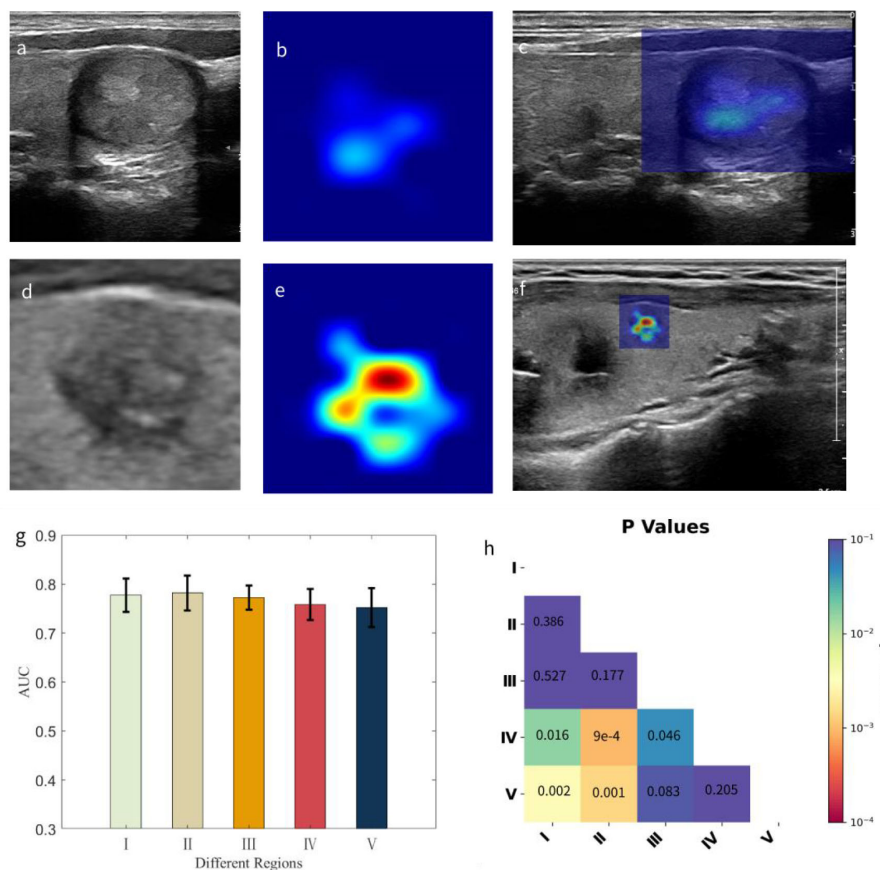 a
b
c
d
e
f
g
0.9
0.8
0.7
0.6
0.5
0.4
0.3
AUC
I
II
III
IV
V
Different Regions
h
P Values
I
II
III
IV
V
0.386
0.527 0.177
0.016 9e-4 0.046
0.002 0.001 0.083 0.205
I
II
III
IV
V
10⁻¹
10⁻²
10⁻³
10⁻⁴